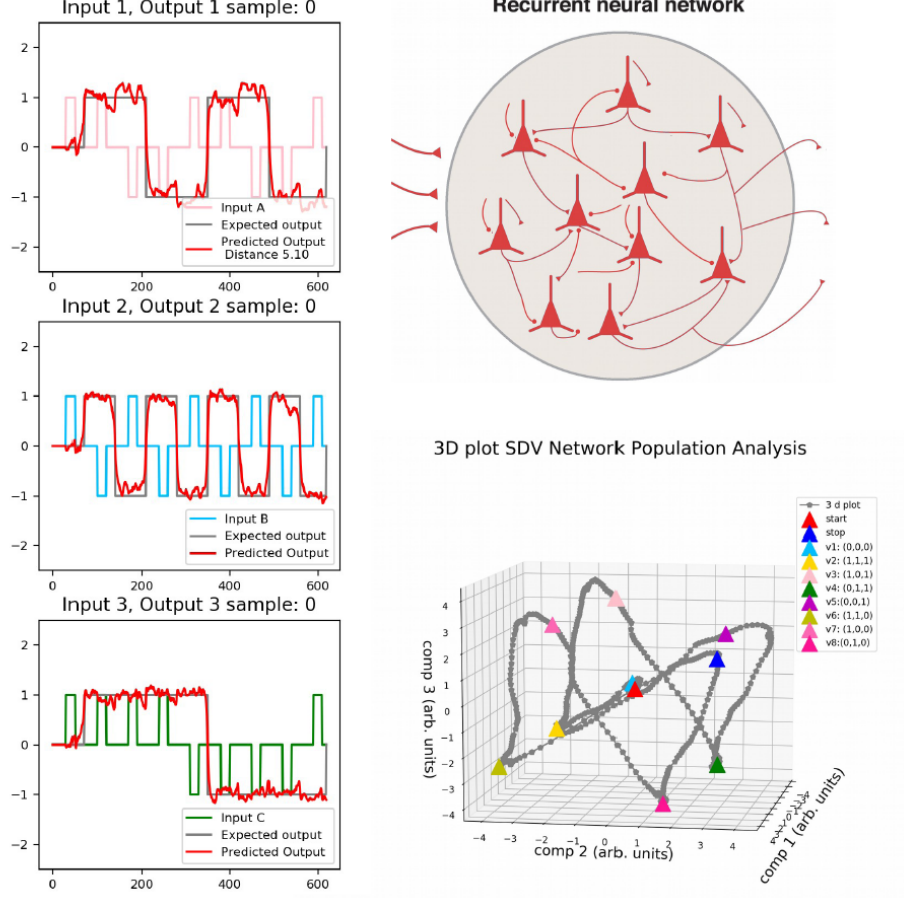 Input 1, Output 1 sample: 0
2
1
0
−1
−2
Input A
Expected output
Predicted Output
Distance 5.10
0
200
400
600
Input 2, Output 2 sample: 0
2
1
0
−1
−2
Input B
Expected output
Predicted Output
0
200
400
600
Input 3, Output 3 sample: 0
2
1
0
−1
−2
Input C
Expected output
Predicted Output
0
200
400
600
Recurrent neural network
3D plot SDV Network Population Analysis
3 d plot
start
stop
v1: (0,0,0)
v2: (1,1,1)
v3: (1,0,1)
v4: (0,1,1)
v5:(0,0,1)
v6: (1,1,0)
v7: (1,0,0)
v8:(0,1,0)
4
3
2
1
0
−1
−2
−3
−4
comp 3 (arb. units)
−4
−3
−2
−1
0
1
2
3
4
comp 2 (arb. units)
comp 1 (arb. units)